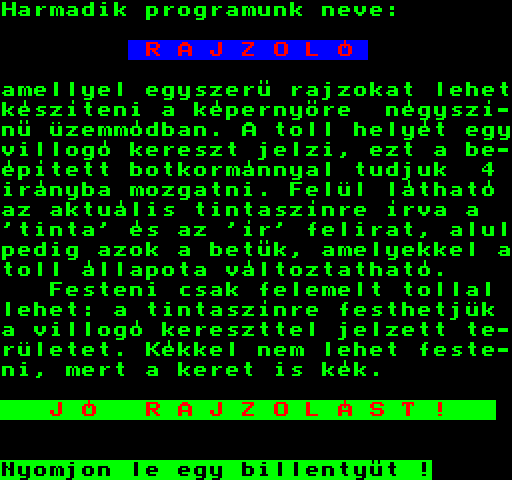 Harmadik programunk neve:
R A J Z O L Ó
amellyel egyszerü rajzokat lehet
késziteni a képernyöre négyszi-
nü üzemmódban. A toll helyét egy
villogó kereszt jelzi, ezt a be-
épitett botkormánnyal tudjuk 4
irányba mozgatni. Felül látható
az aktuális tintaszinre irva a
'tinta' és az 'ir' felirat, alul
pedig azok a betük, amelyekkel a
toll állapota változtatható.
Festeni csak felemelt tollal
lehet: a tintaszinre festhetjük
a villogó kereszttel jelzett te-
rületet. Kékkel nem lehet feste-
ni, mert a keret is kék.
J Ó R A J Z O L Á S T !
Nyomjon le egy billentyüt !